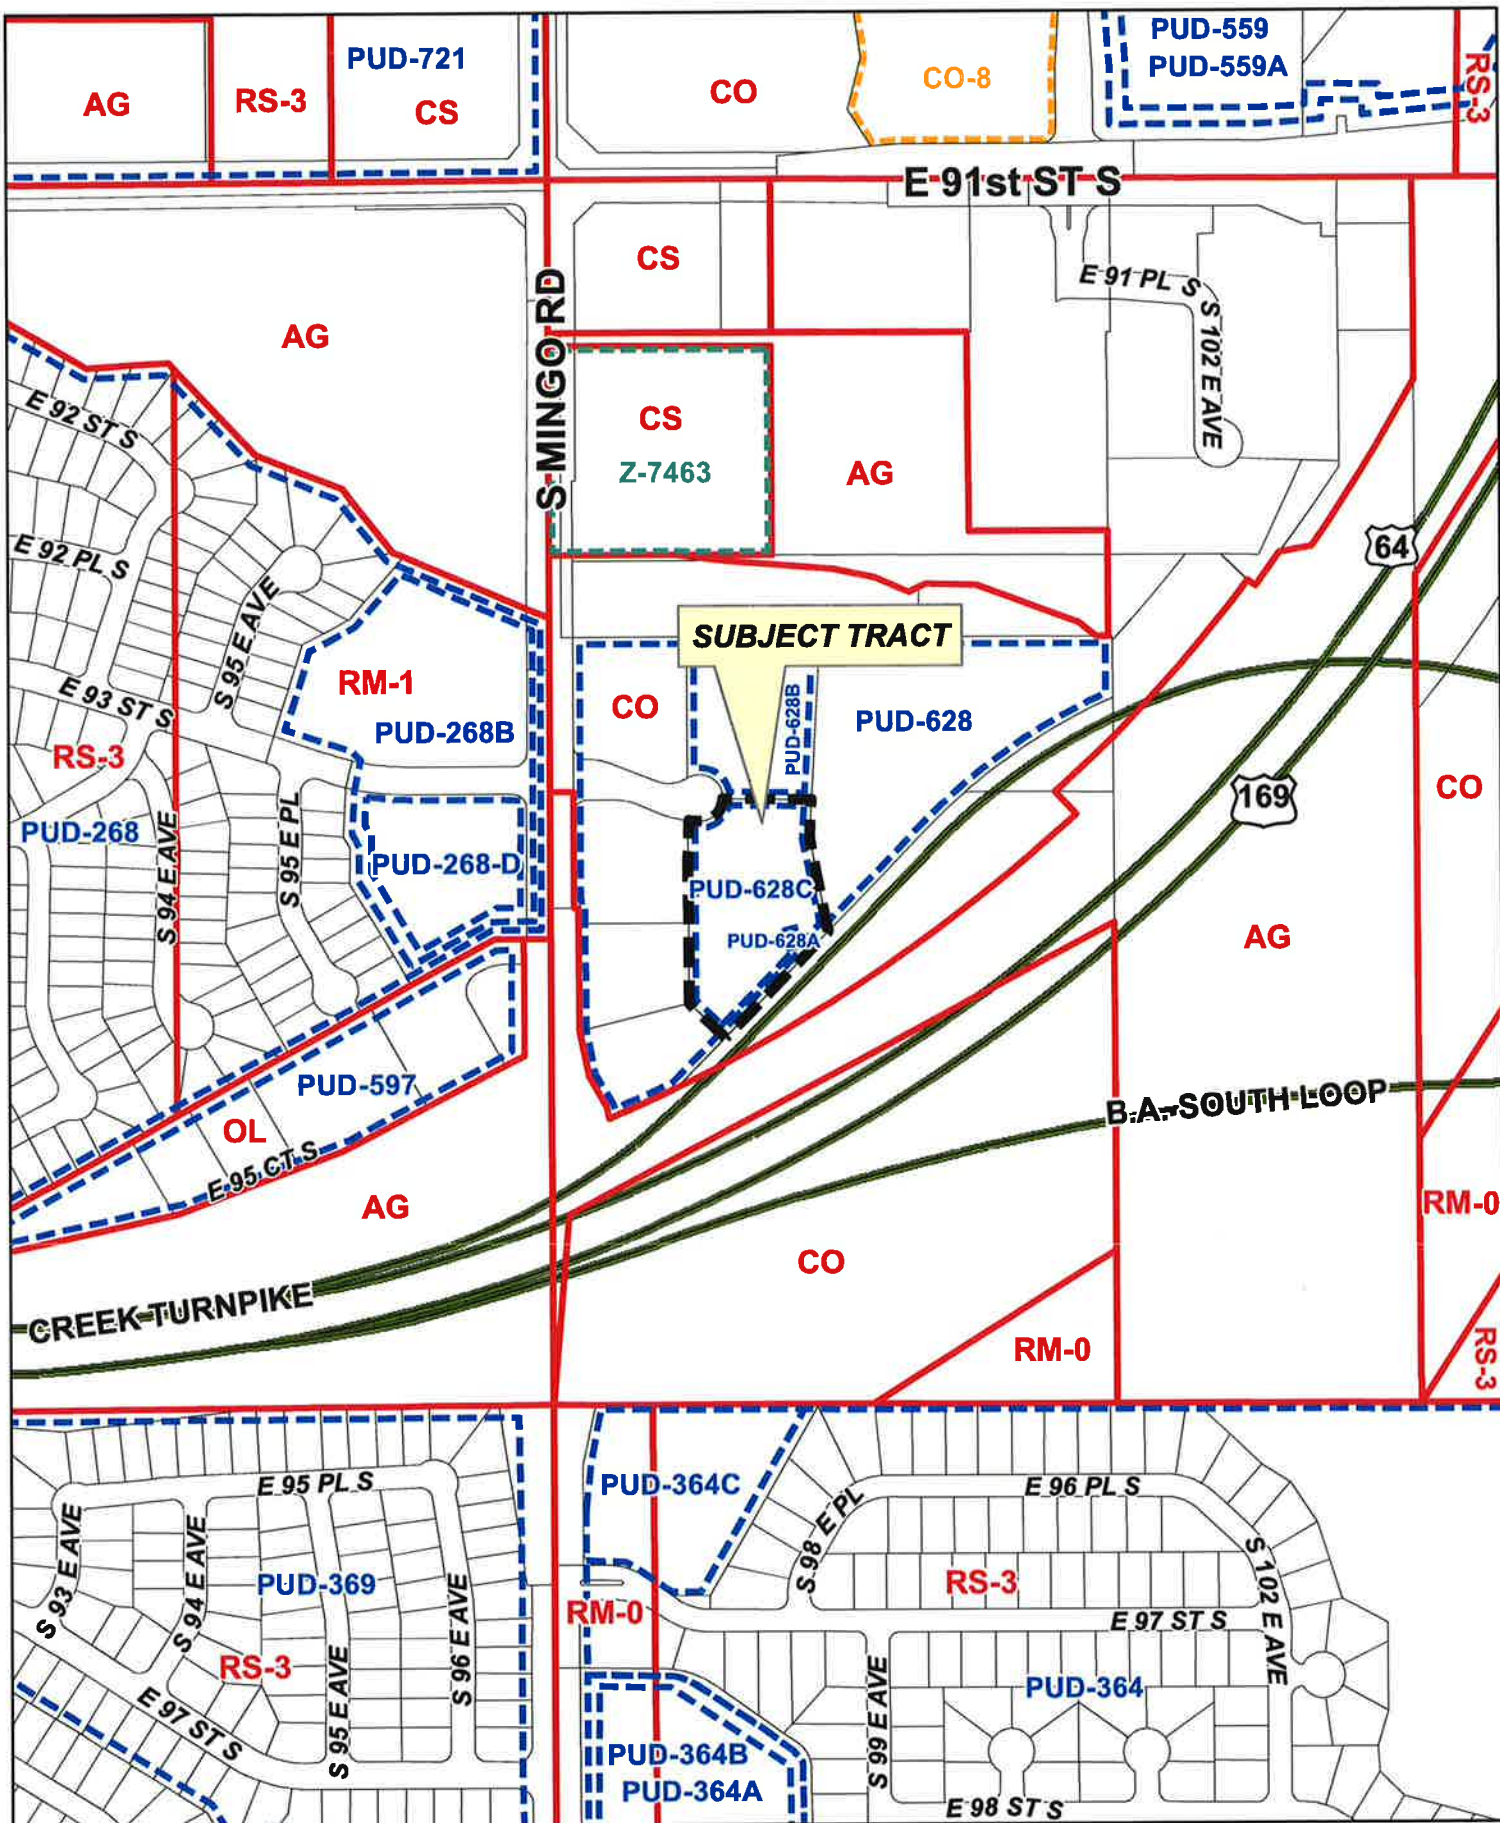 PUD-721
AG
RS-3
CS
CO
CO-8
PUD-559
PUD-559A
RS-3
E 91st ST S
S MINGO RD
CS
E 91 PL S
S 102 E AVE
AG
CS
Z-7463
AG
E 92 ST S
E 92 PL S
S 95 E AVE
64
SUBJECT TRACT
RM-1
PUD-268B
CO
PUD-628B
PUD-628
E 93 ST S
RS-3
PUD-268
S 94 E AVE
S 95 E PL
PUD-268-D
169
CO
PUD-628C
PUD-628A
AG
PUD-597
OL
E 95 CT S
B.A. SOUTH LOOP
AG
RM-0
CO
CREEK TURNPIKE
RM-0
RS-3
E 95 PL S
PUD-364C
E 96 PL S
S 93 E AVE
S 94 E AVE
PUD-369
S 96 E AVE
S 98 E PL
RS-3
S 102 E AVE
RM-0
E 97 ST S
RS-3
S 95 E AVE
E 97 ST S
S 99 E AVE
PUD-364
PUD-364B
PUD-364A
E 98 ST S